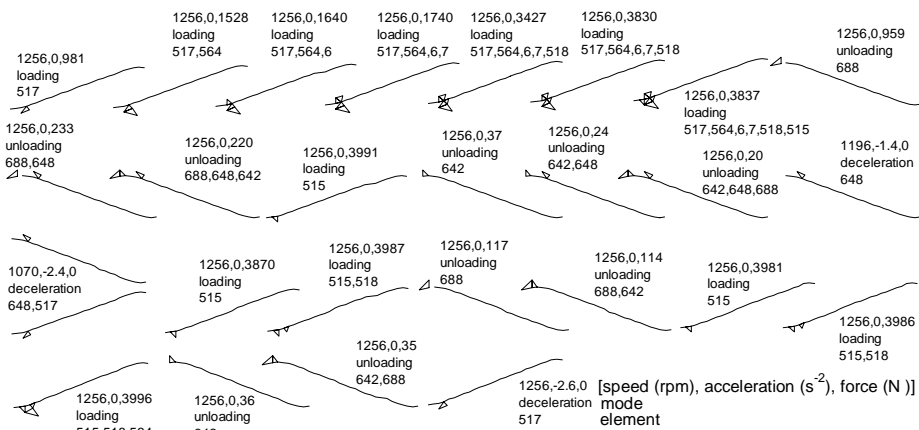 1256,0,981
loading
517
1256,0,1528
loading
517,564
1256,0,1640
loading
517,564,6
1256,0,1740
loading
517,564,6,7
1256,0,3427
loading
517,564,6,7,518
1256,0,3830
loading
517,564,6,7,518
1256,0,3837
loading
517,564,6,7,518,515
1256,0,959
unloading
688
1256,0,233
unloading
688,648
1256,0,220
unloading
688,648,642
1256,0,3991
loading
515
1256,0,37
unloading
642
1256,0,24
unloading
642,648
1256,0,20
unloading
642,648,688
1196,-1.4,0
deceleration
648
1070,-2.4,0
deceleration
648,517
1256,0,3870
loading
515
1256,0,3987
loading
515,518
1256,0,117
unloading
688
1256,0,114
unloading
688,642
1256,0,3981
loading
515
1256,0,3986
loading
515,518
1256,0,3996
loading
1256,0,36
unloading
1256,0,35
unloading
642,688
1256,-2.6,0
deceleration
517
[speed (rpm), acceleration (s⁻²), force (N )]
mode
element